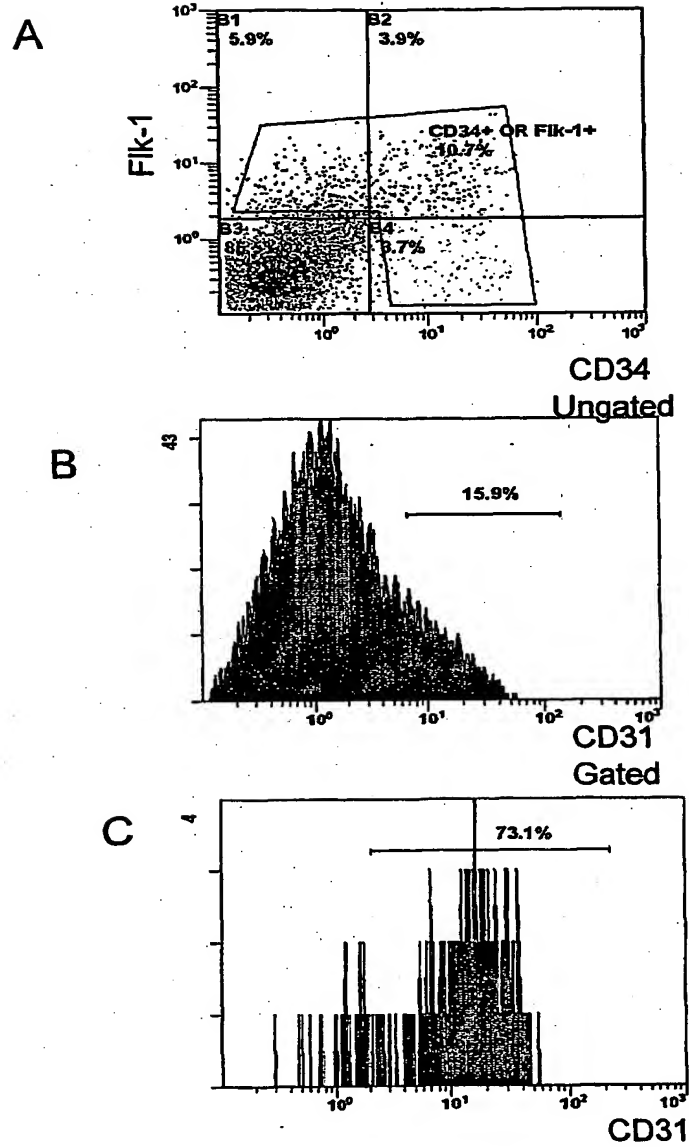 A
B1
5.9%
B2
3.9%
CD34+ OR Flk-1+
10.7%
B3
B4
3.7%
Flk-1
10³
10²
10¹
10⁰
10⁰
10¹
10²
10³
CD34
Ungated
B
43
15.9%
10⁰
10¹
10²
10³
CD31
Gated
C
4
73.1%
10⁰
10¹
10²
10³
CD31